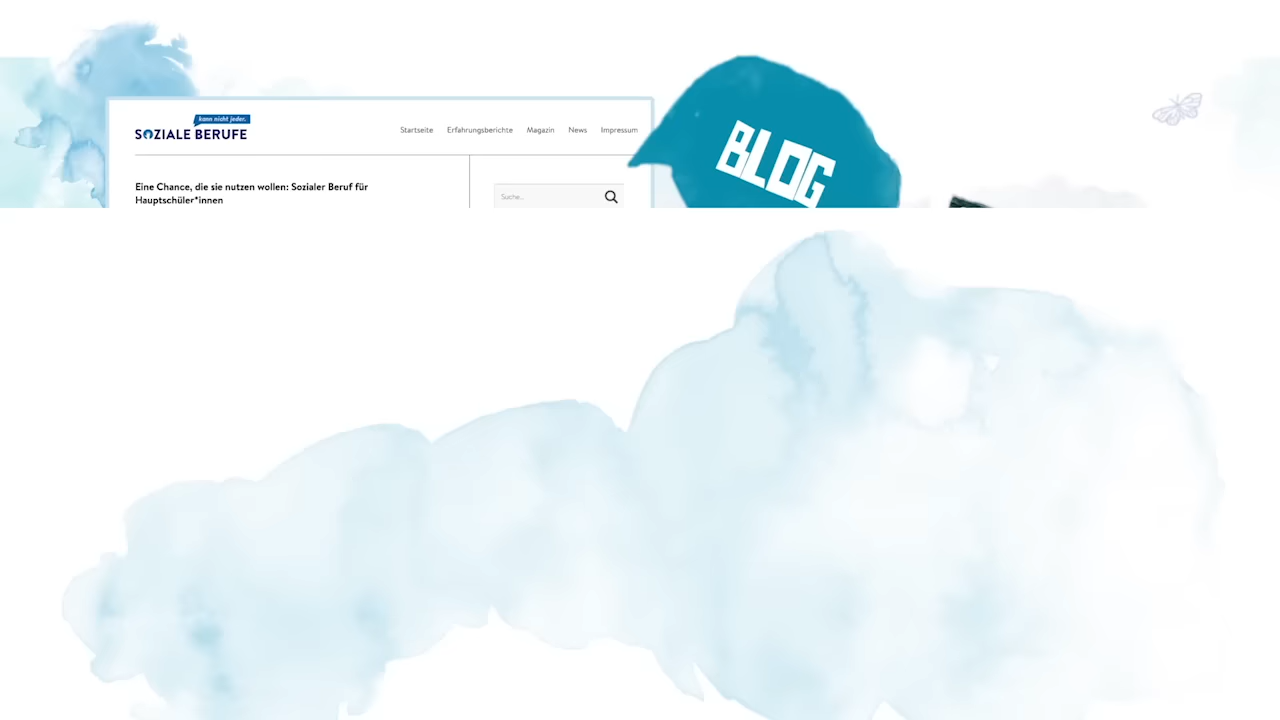 kann nicht jeder.
SOZIALE BERUFE
Startseite Erfahrungsberichte Magazin News Impressum
BLOG
Eine Chance, die sie nutzen wollen: Sozialer Beruf für
Hauptschüler*innen
Suche...